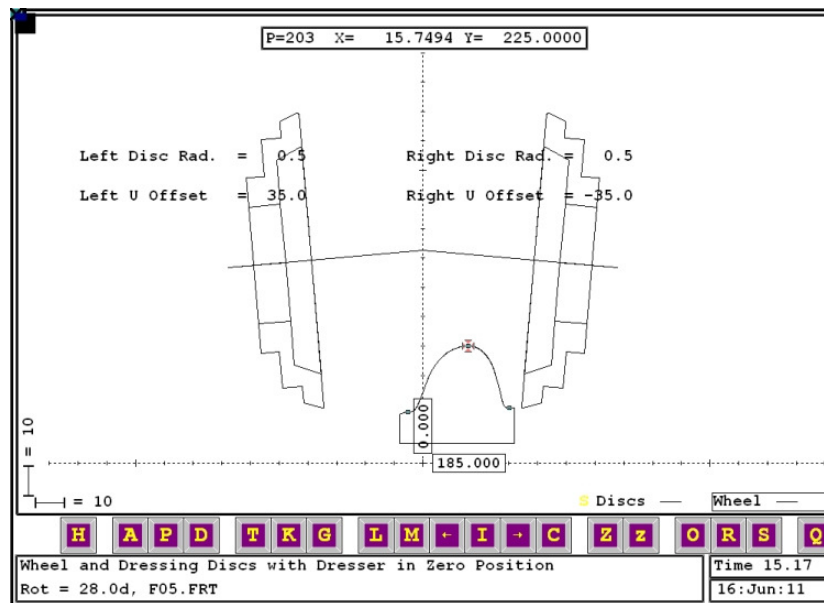 P=203 X= 15.7494 Y= 225.0000
Left Disc Rad. = 0.5 Right Disc Rad. = 0.5
Left U Offset = 35.0 Right U Offset = -35.0
0.000
185.000
= 10
= 10
S Discs — Wheel —
H A P D T K G L M ← I → C Z z O R S Q
Wheel and Dressing Discs with Dresser in Zero Position Time 15.17
Rot = 28.0d, F05.FRT 16:Jun:11